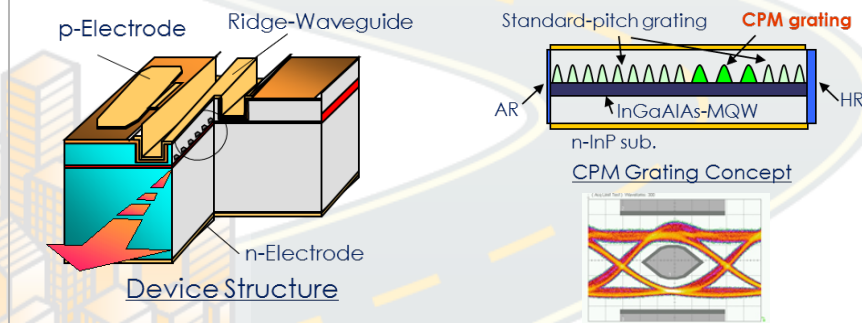 p-Electrode
Ridge-Waveguide
n-Electrode
Device Structure
Standard-pitch grating
CPM grating
AR
HR
InGaAlAs-MQW
n-InP sub.
CPM Grating Concept